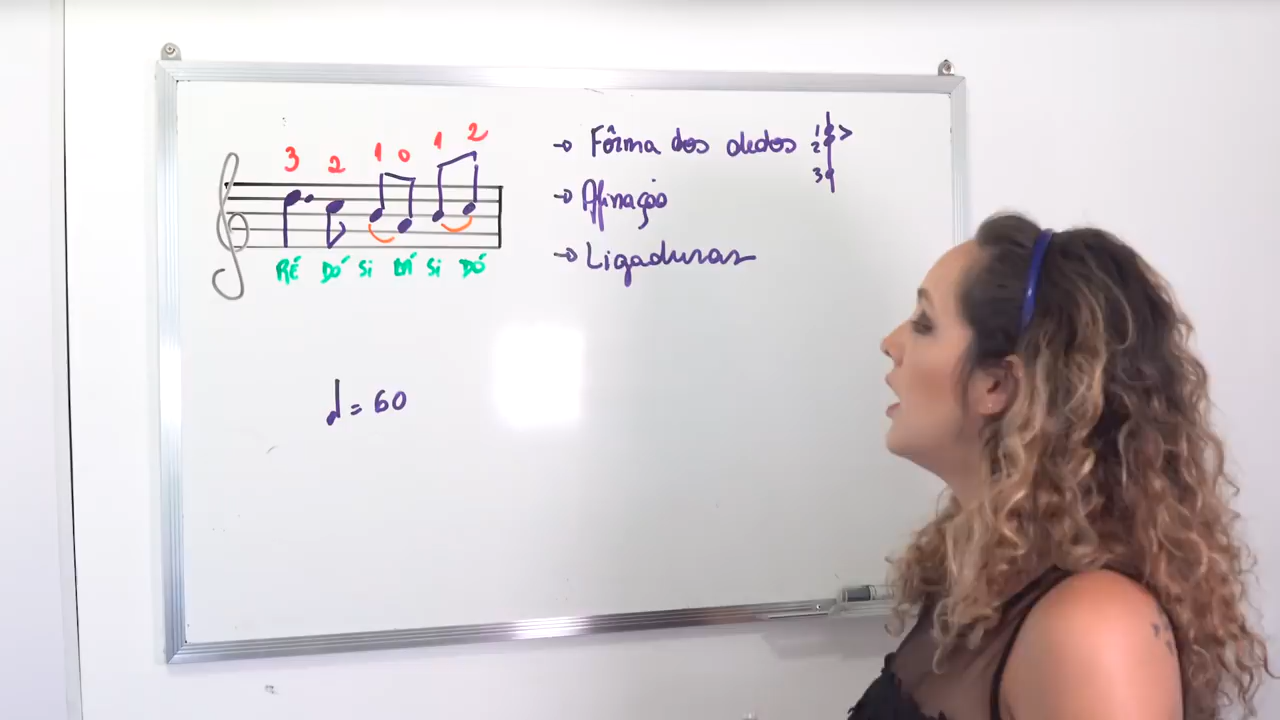 3 2 1 0 1 2
RÉ DÓ Si LÁ Si DÓ
→ Fôrma dos dedos
1
2
3
→ Afinação
→ Ligaduras
♩ = 60